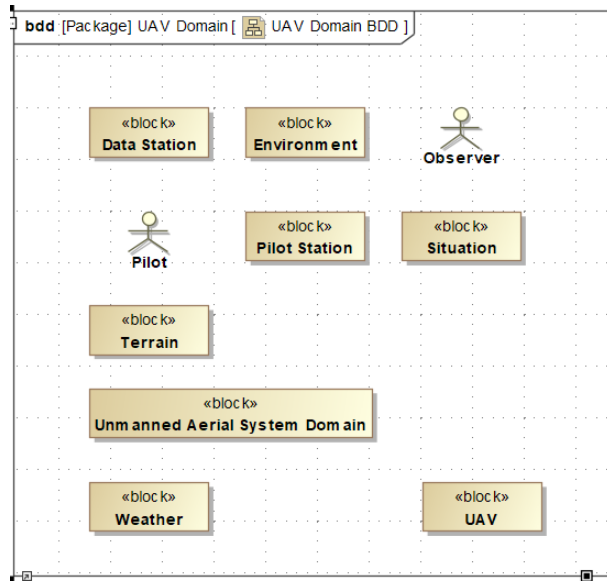 bdd [Package] UAV Domain [ UAV Domain BDD ]
«block»
Data Station
«block»
Environment
Observer
Pilot
«block»
Pilot Station
«block»
Situation
«block»
Terrain
«block»
Unmanned Aerial System Domain
«block»
Weather
«block»
UAV